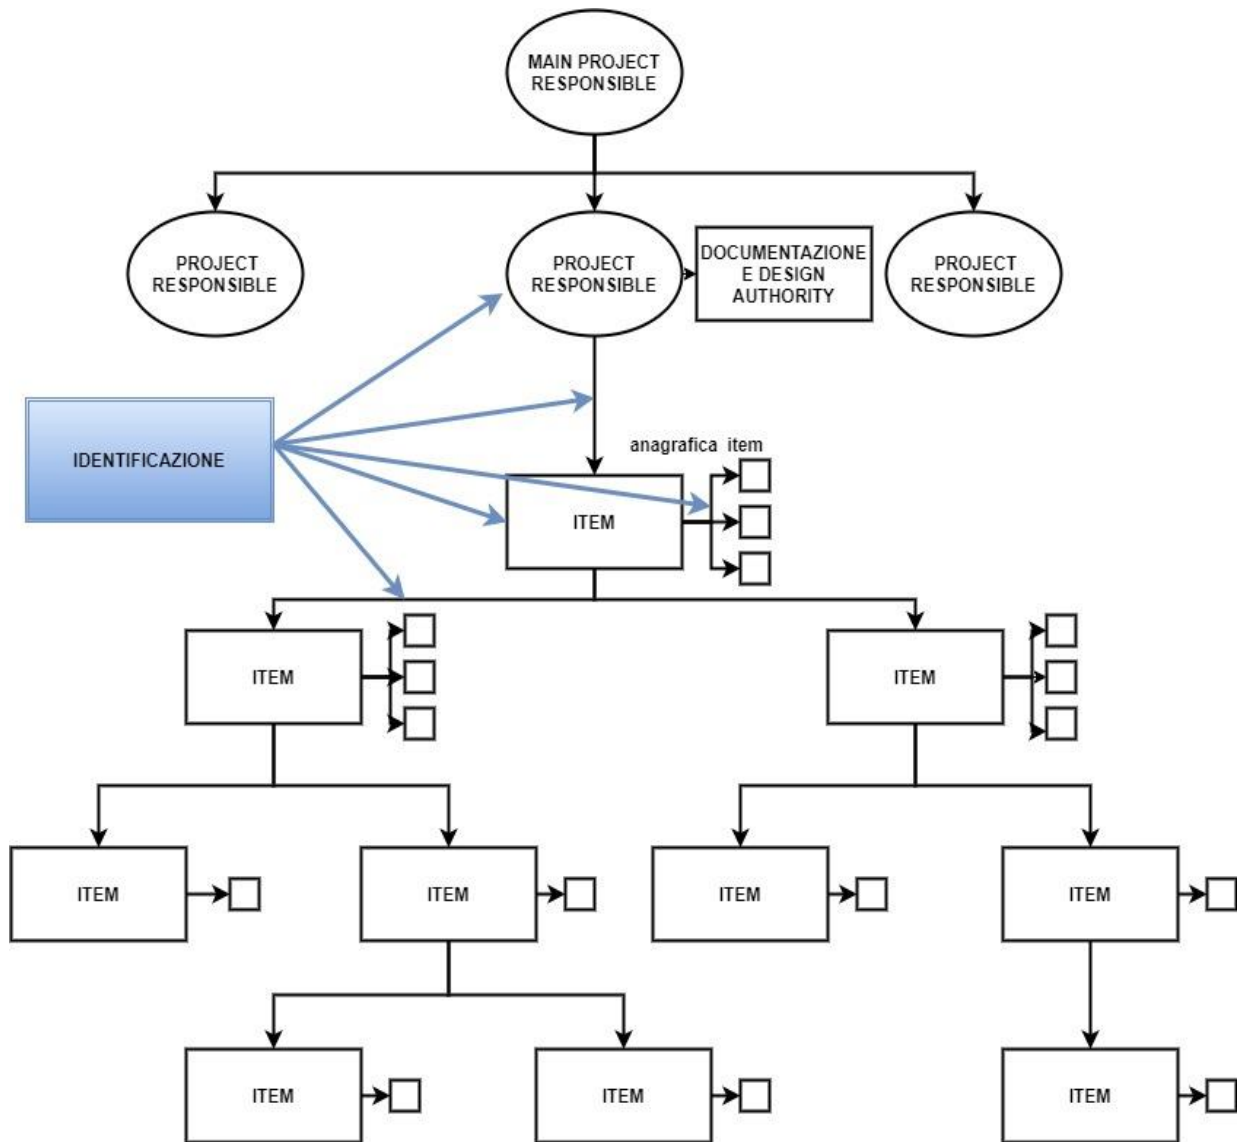 MAIN PROJECT
RESPONSIBLE
PROJECT
RESPONSIBLE
PROJECT
RESPONSIBLE
DOCUMENTAZIONE
E DESIGN
AUTHORITY
PROJECT
RESPONSIBLE
IDENTIFICAZIONE
anagrafica item
ITEM
ITEM
ITEM
ITEM
ITEM
ITEM
ITEM
ITEM
ITEM
ITEM